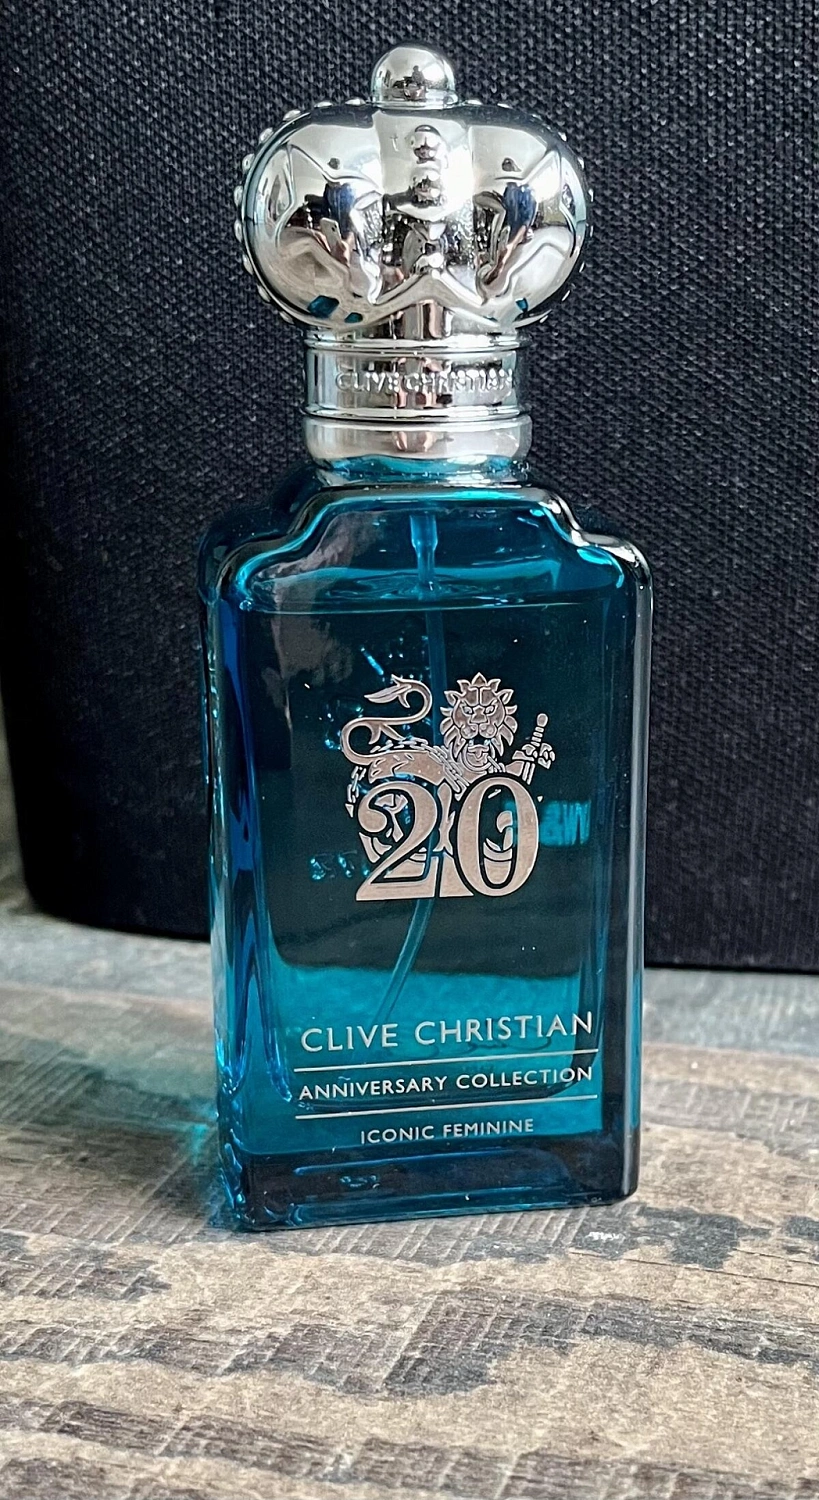 CLIVE CHRISTIAN
20
CLIVE CHRISTIAN
ANNIVERSARY COLLECTION
ICONIC FEMININE